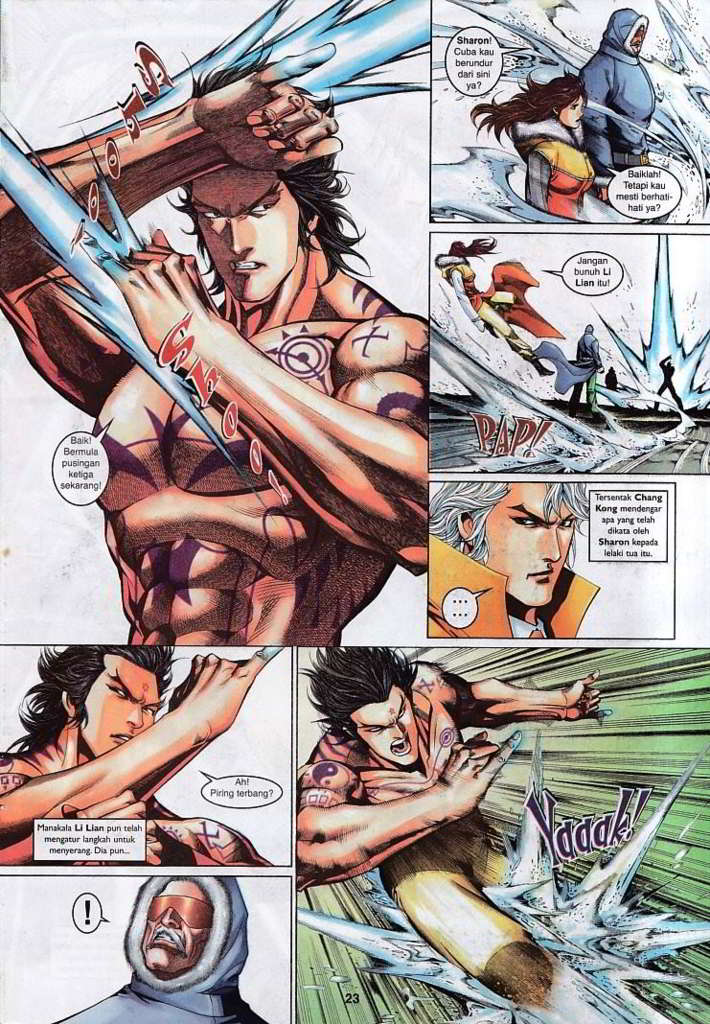 STOOOO
SEOOOO
Baik!
Bermula
pusingan
ketiga
sekarang!
Sharon!
Cuba kau
berundur
dari sini
ya?
Baiklah!
Tetapi kau
mesti berhati-
hati ya?
Jangan
bunuh Li
Lian itu!
PAP!
Tersentak Chang
Kong mendengar
apa yang telah
dikata oleh
Sharon kepada
lelaki tua itu.
...
...
Ah!
Piring terbang?
Manakala Li Lian pun telah
mengatur langkah untuk
menyerang. Dia pun...
Yaaak!
!
23